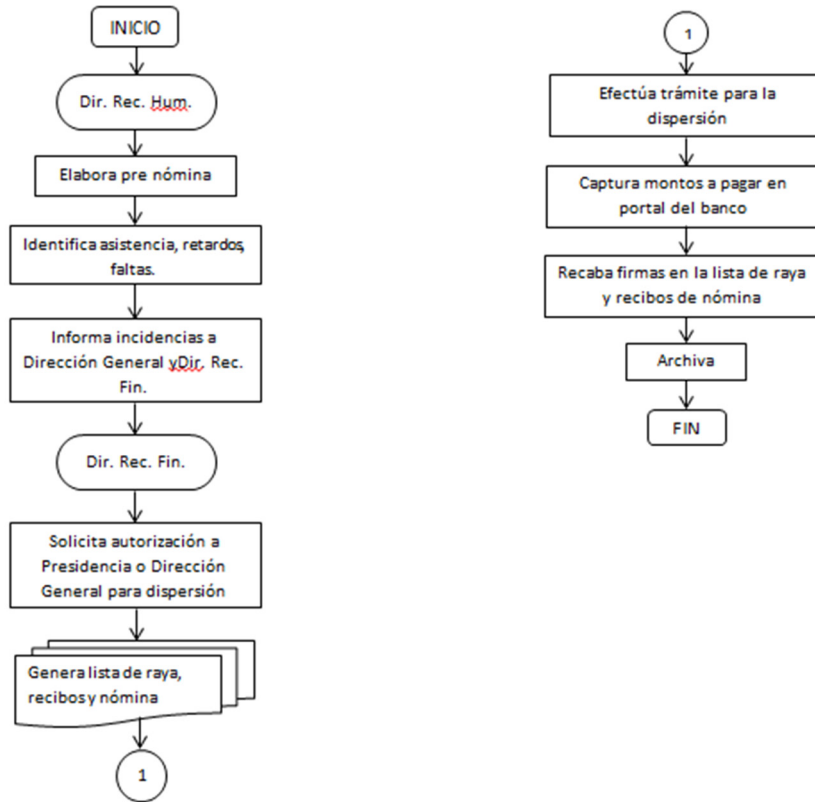 INICIO
Dir. Rec. Hum.
Elabora pre nómina
Identifica asistencia, retardos,
faltas.
Informa incidencias a
Dirección General yDir. Rec.
Fin.
Dir. Rec. Fin.
Solicita autorización a
Presidencia o Dirección
General para dispersión
Genera lista de raya,
recibos y nómina
1
1
Efectúa trámite para la
dispersión
Captura montos a pagar en
portal del banco
Recaba firmas en la lista de raya
y recibos de nómina
Archiva
FIN